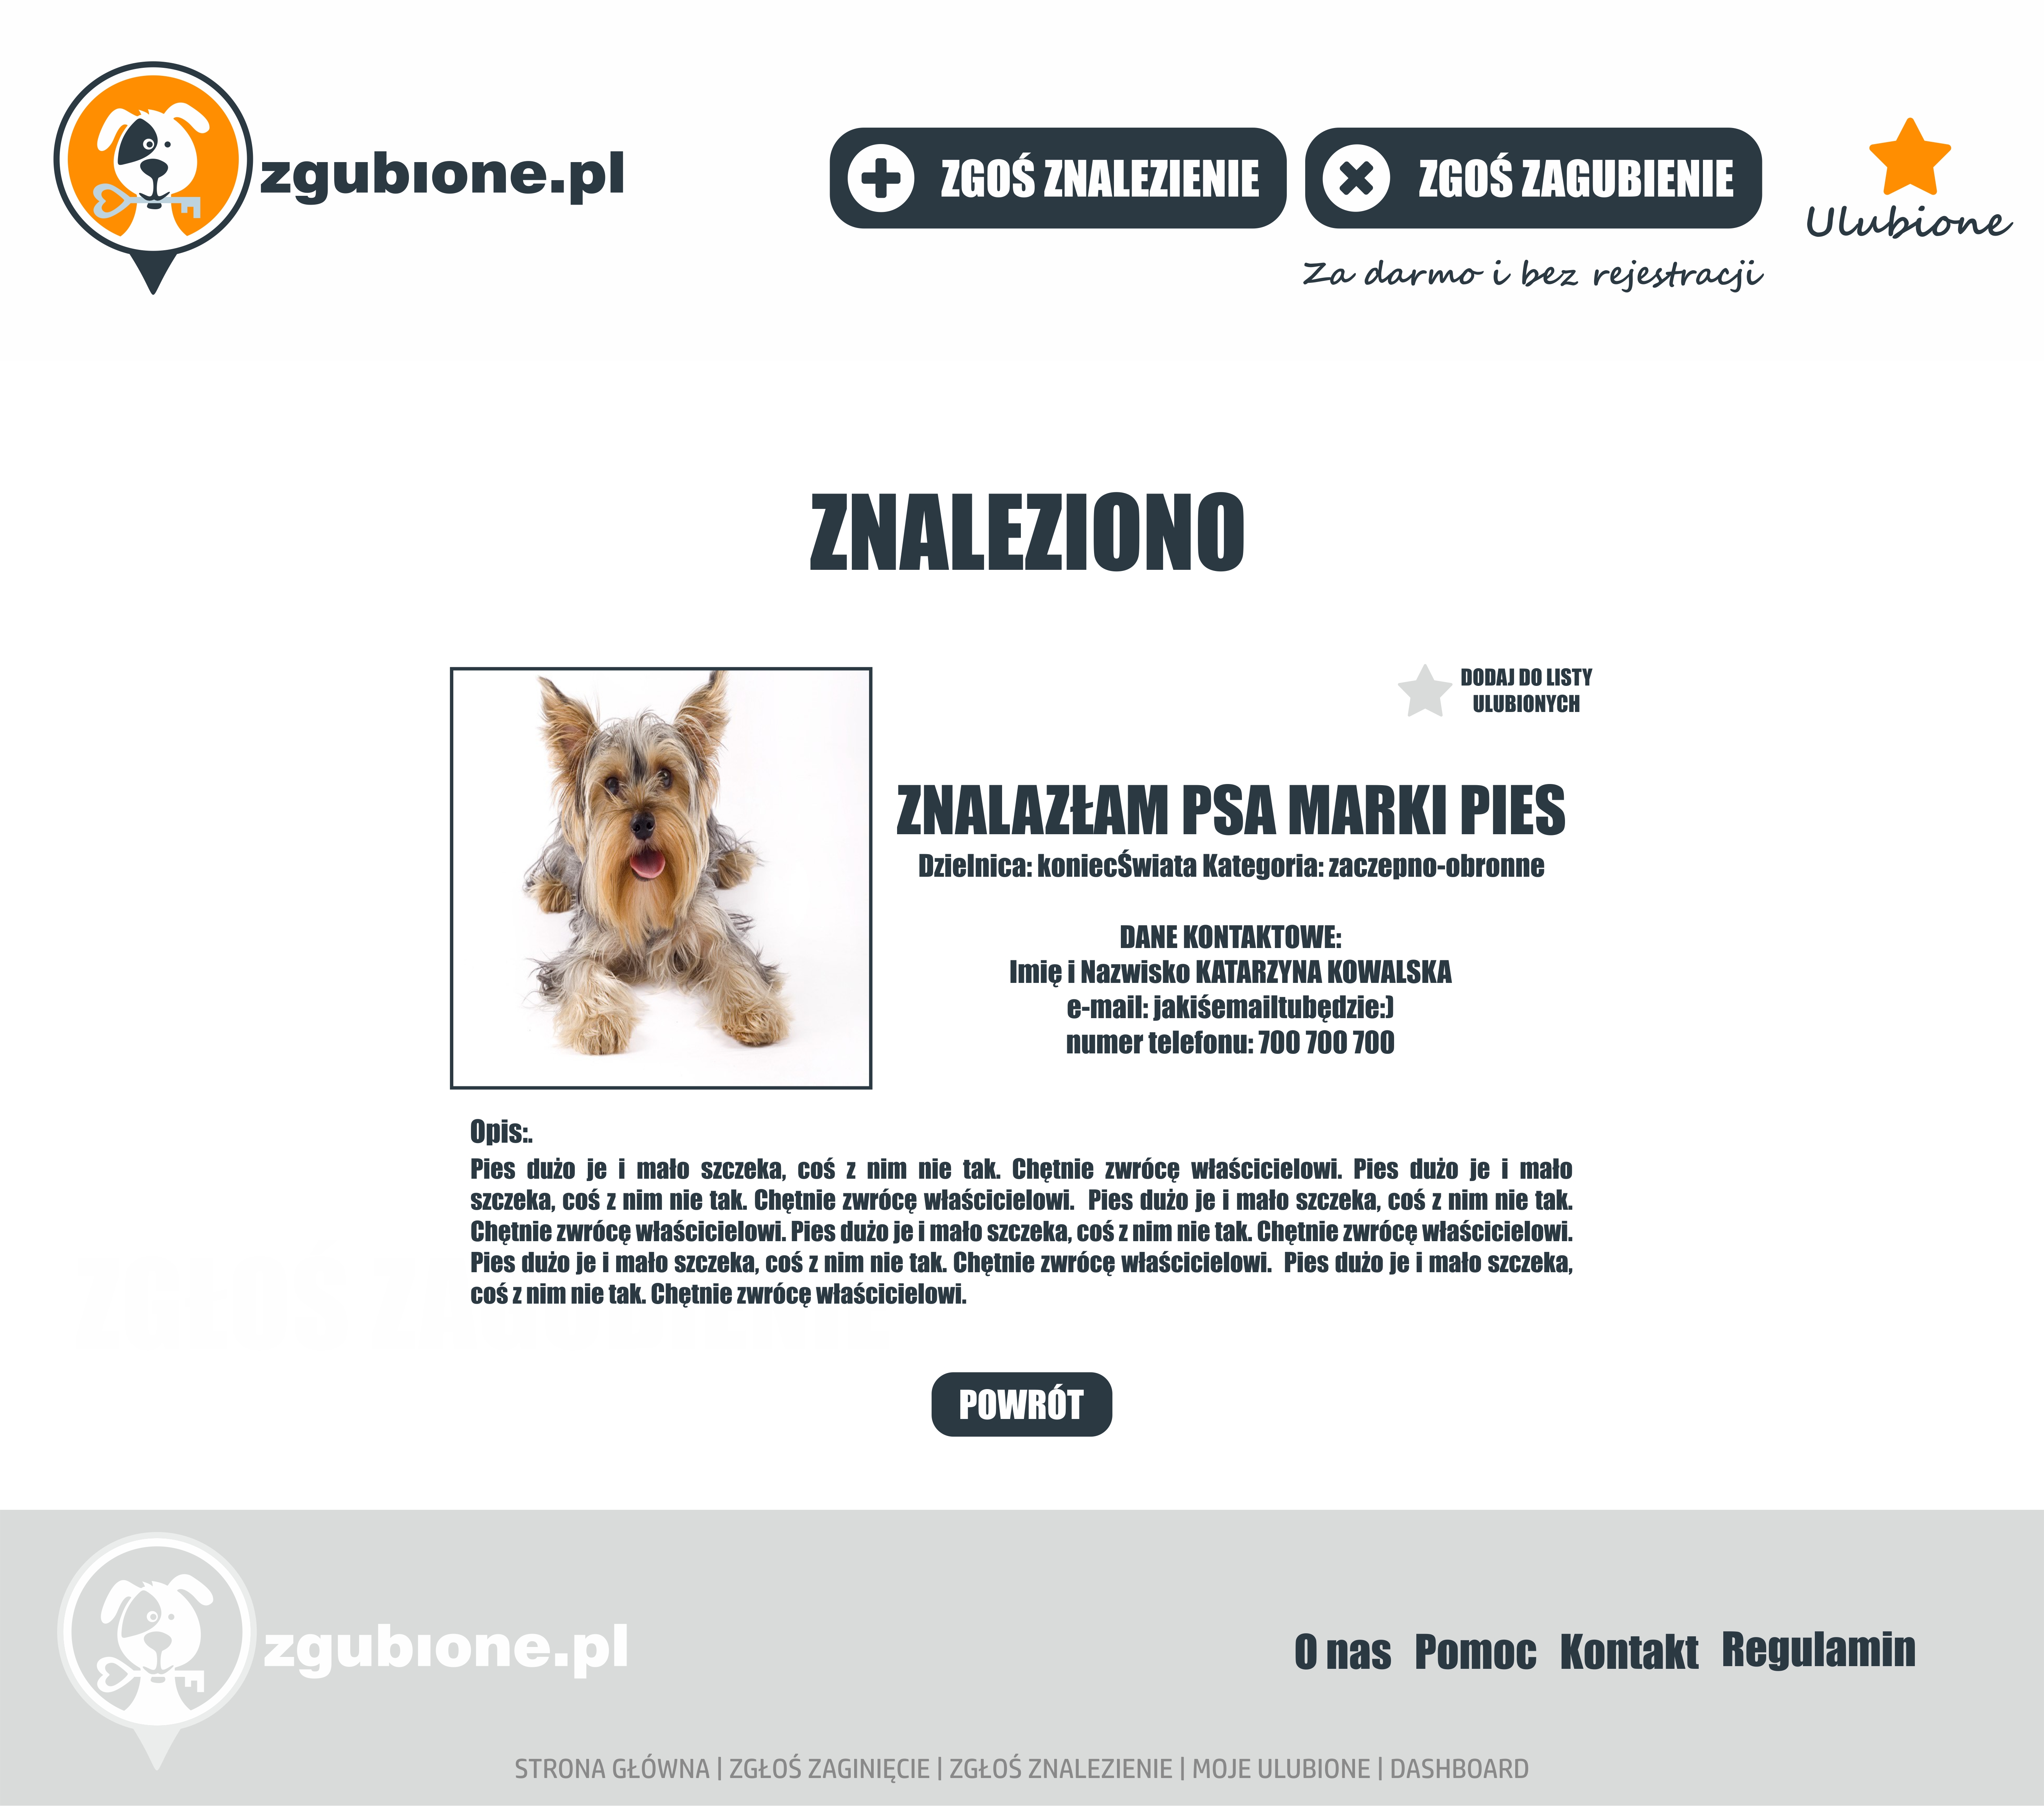 zgubıone.pl
ZGOŚ ZNALEZIENIE
ZGOŚ ZAGUBIENIE
Ulubione
Za darmo i bez rejestracji
ZNALEZIONO
DODAJ DO LISTY
ULUBIONYCH
ZNALAZŁAM PSA MARKI PIES
Dzielnica: koniecŚwiata Kategoria: zaczepno-obronne
DANE KONTAKTOWE:
Imię i Nazwisko KATARZYNA KOWALSKA
e-mail: jakiśemailtubędzie:)
numer telefonu: 700 700 700
Opis:.
Pies dużo je i mało szczeka, coś z nim nie tak. Chętnie zwrócę właścicielowi. Pies dużo je i mało
szczeka, coś z nim nie tak. Chętnie zwrócę właścicielowi. Pies dużo je i mało szczeka, coś z nim nie tak.
Chętnie zwrócę właścicielowi. Pies dużo je i mało szczeka, coś z nim nie tak. Chętnie zwrócę właścicielowi.
Pies dużo je i mało szczeka, coś z nim nie tak. Chętnie zwrócę właścicielowi. Pies dużo je i mało szczeka,
coś z nim nie tak. Chętnie zwrócę właścicielowi.
POWRÓT
zgubıone.pl
O nas Pomoc Kontakt Regulamin
STRONA GŁÓWNA | ZGŁOŚ ZAGINIĘCIE | ZGŁOŚ ZNALEZIENIE | MOJE ULUBIONE | DASHBOARD